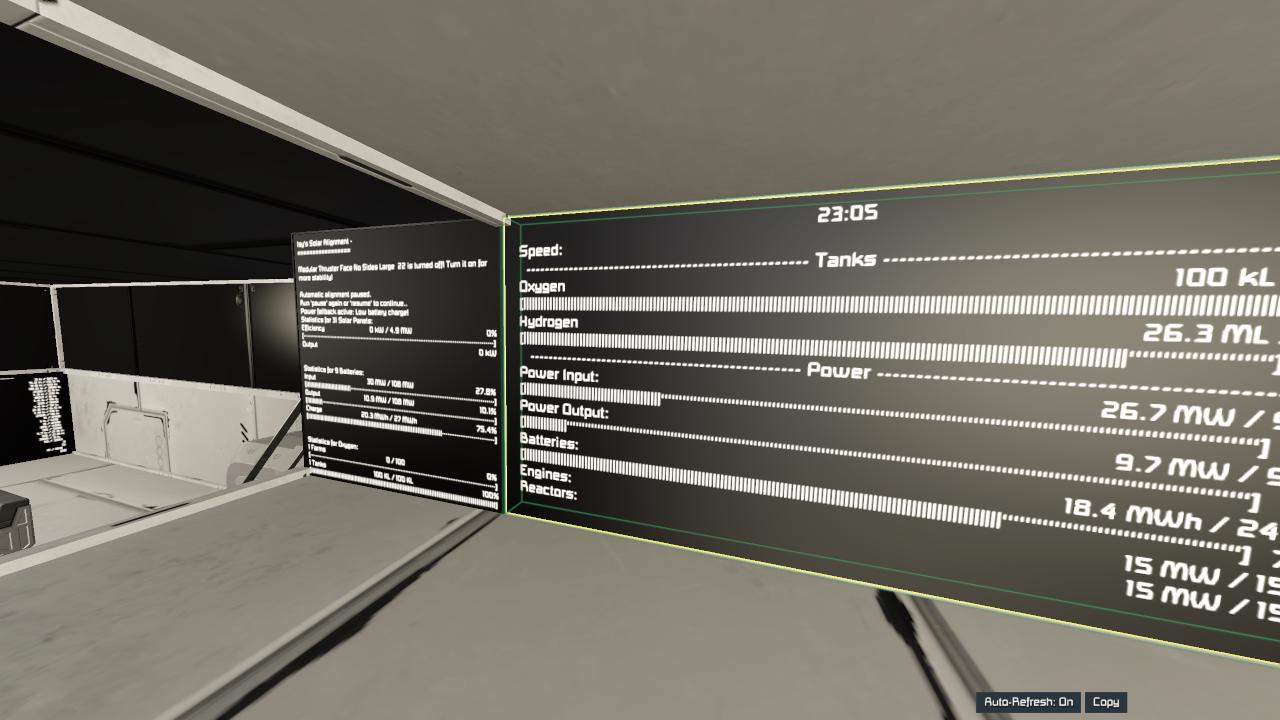 Isy's Solar Alignment -
=================
Modular Thruster Face No Sides Large 22 is turned off! Turn it on for
more stability!
Automatic alignment paused.
Run 'pause' again or 'resume' to continue..
Power fallback active: Low battery charge!
Statistics for 31 Solar Panels:
Efficiency 0 kW / 4.9 MW 0%
Output 0 kW
Statistics for 9 Batteries:
Input 30 MW / 108 MW 27.8%
Output 10.9 MW / 108 MW 10.1%
Charge 20.3 MWh / 27 MWh 75.4%
Statistics for Oxygen:
1 Farms 0 / 100 0%
1 Tanks 100 KL / 100 KL 100%
23:05
Speed:
Tanks
Oxygen 100 kL
Hydrogen 26.3 ML
Power
Power Input: 26.7 MW /
Power Output: 9.7 MW /
Batteries: 18.4 MWh / 24
Engines: 15 MW / 15
Reactors: 15 MW / 15
Auto-Refresh: On Copy